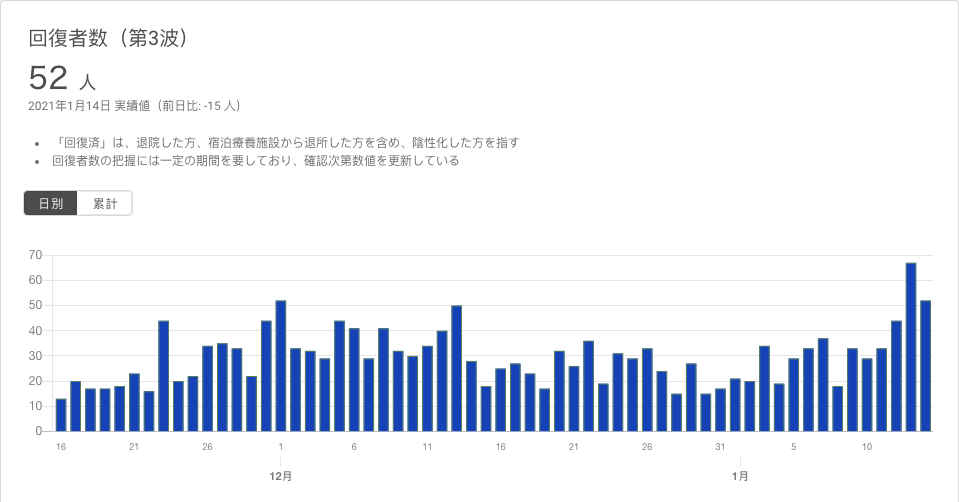 回復者数（第3波）
52 人
2021年1月14日 実績値（前日比: -15 人）
• 「回復済」は、退院した方、宿泊療養施設から退所した方を含め、陰性化した方を指す
• 回復者数の把握には一定の期間を要しており、確認次第数値を更新している
日別 累計
70
60
50
40
30
20
10
0
16 21 26 1 6 11 16 21 26 31 5 10
12月 1月